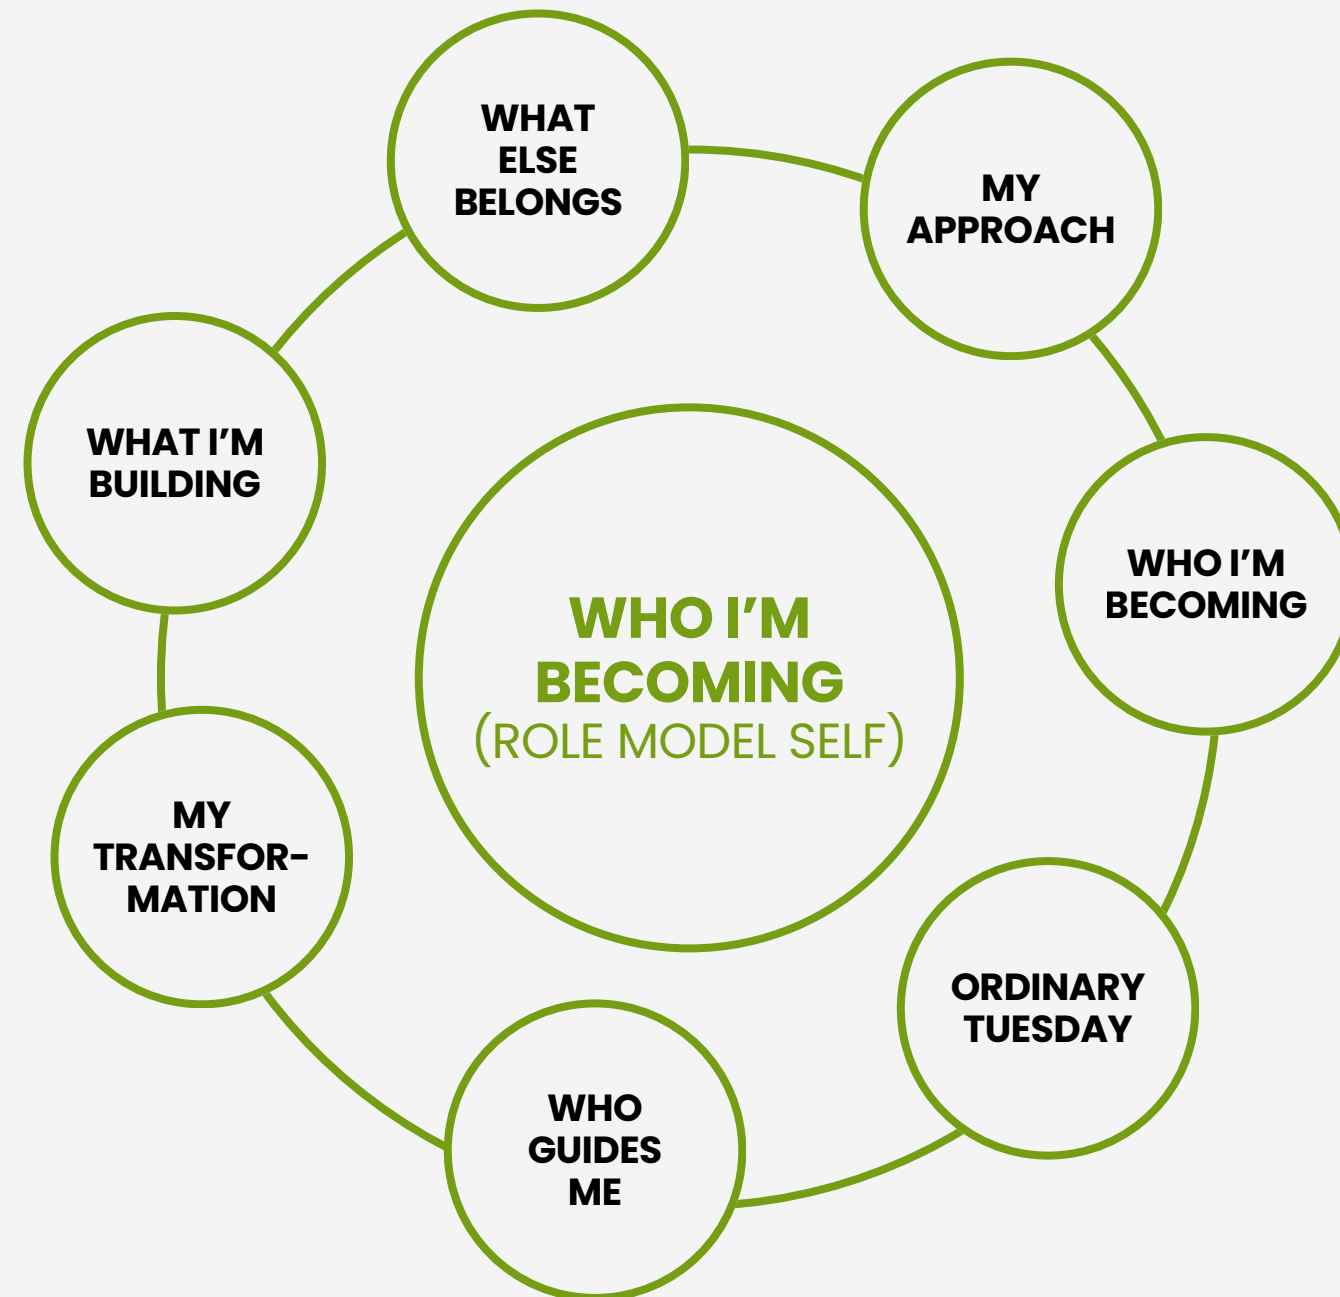 WHAT
ELSE
BELONGS
MY
APPROACH
WHO I’M
BECOMING
ORDINARY
TUESDAY
WHO
GUIDES
ME
MY
TRANSFOR-
MATION
WHAT I’M
BUILDING
WHO I’M
BECOMING
(ROLE MODEL SELF)